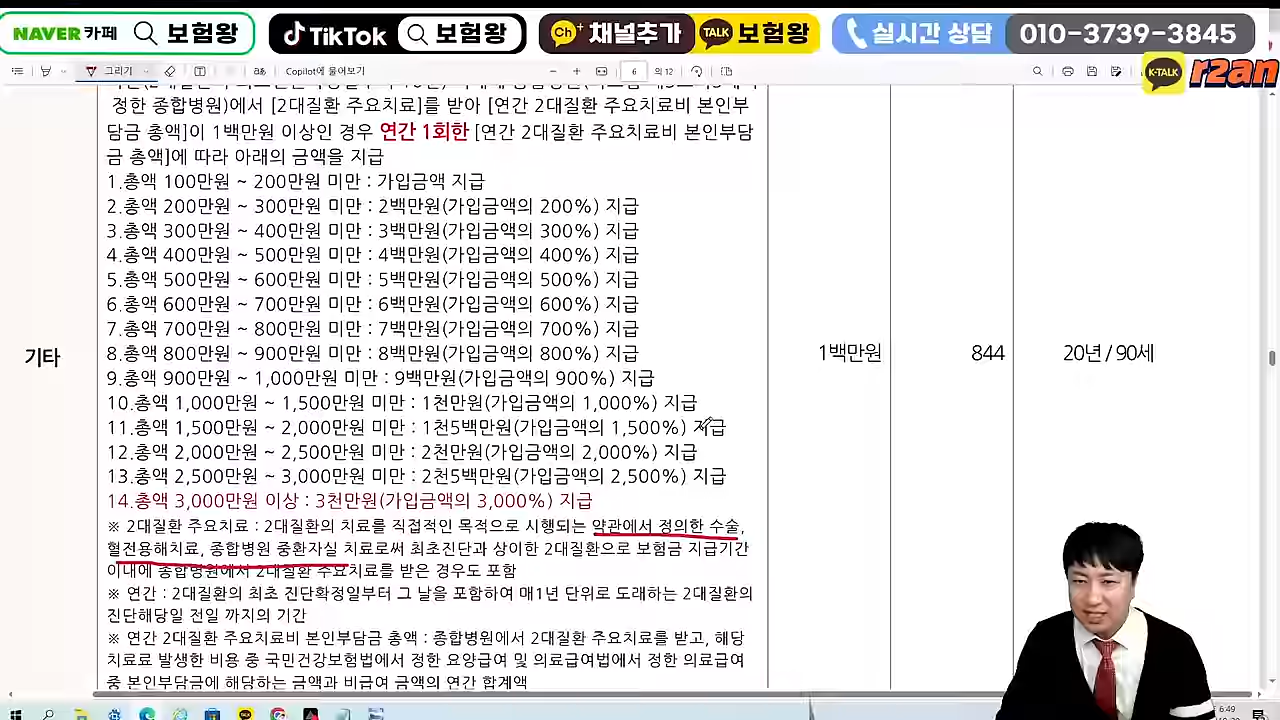 NAVER 카페 보험왕
TikTok 보험왕
Ch+ 채널추가 TALK 보험왕
실시간 상담 010-3739-3845
K-TALK r2an
그리기
Copilot에 물어보기
6 의 12
정한 종합병원)에서 [2대질환 주요치료]를 받아 [연간 2대질환 주요치료비 본인부
담금 총액]이 1백만원 이상인 경우 연간 1회한 [연간 2대질환 주요치료비 본인부담
금 총액]에 따라 아래의 금액을 지급
1.총액 100만원 ~ 200만원 미만 : 가입금액 지급
2.총액 200만원 ~ 300만원 미만 : 2백만원(가입금액의 200%) 지급
3.총액 300만원 ~ 400만원 미만 : 3백만원(가입금액의 300%) 지급
4.총액 400만원 ~ 500만원 미만 : 4백만원(가입금액의 400%) 지급
5.총액 500만원 ~ 600만원 미만 : 5백만원(가입금액의 500%) 지급
6.총액 600만원 ~ 700만원 미만 : 6백만원(가입금액의 600%) 지급
7.총액 700만원 ~ 800만원 미만 : 7백만원(가입금액의 700%) 지급
8.총액 800만원 ~ 900만원 미만 : 8백만원(가입금액의 800%) 지급
9.총액 900만원 ~ 1,000만원 미만 : 9백만원(가입금액의 900%) 지급
10.총액 1,000만원 ~ 1,500만원 미만 : 1천만원(가입금액의 1,000%) 지급
11.총액 1,500만원 ~ 2,000만원 미만 : 1천5백만원(가입금액의 1,500%) 지급
12.총액 2,000만원 ~ 2,500만원 미만 : 2천만원(가입금액의 2,000%) 지급
13.총액 2,500만원 ~ 3,000만원 미만 : 2천5백만원(가입금액의 2,500%) 지급
14.총액 3,000만원 이상 : 3천만원(가입금액의 3,000%) 지급
※ 2대질환 주요치료 : 2대질환의 치료를 직접적인 목적으로 시행되는 약관에서 정의한 수술,
혈전용해치료, 종합병원 중환자실 치료로써 최초진단과 상이한 2대질환으로 보험금 지급기간
이내에 종합병원에서 2대질환 주요치료를 받은 경우도 포함
※ 연간 : 2대질환의 최초 진단확정일부터 그 날을 포함하여 매1년 단위로 도래하는 2대질환의
진단해당일 전일 까지의 기간
※ 연간 2대질환 주요치료비 본인부담금 총액 : 종합병원에서 2대질환 주요치료를 받고, 해당
치료로 발생한 비용 중 국민건강보험법에서 정한 요양급여 및 의료급여법에서 정한 의료급여
중 본인부담금에 해당하는 금액과 비급여 금액의 연간 합계액
기타
1백만원
844
20년 / 90세
6:49